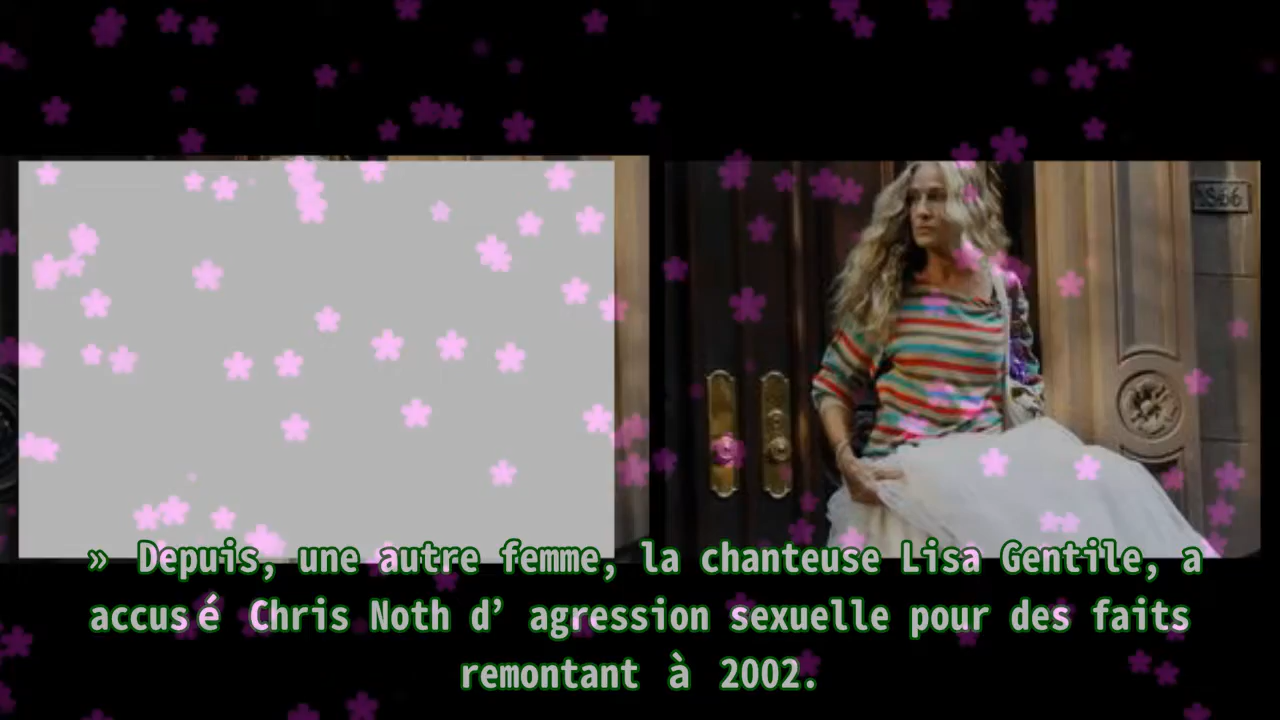 » Depuis, une autre femme, la chanteuse Lisa Gentile, a
accusé Chris Noth d’ agression sexuelle pour des faits
remontant à 2002.